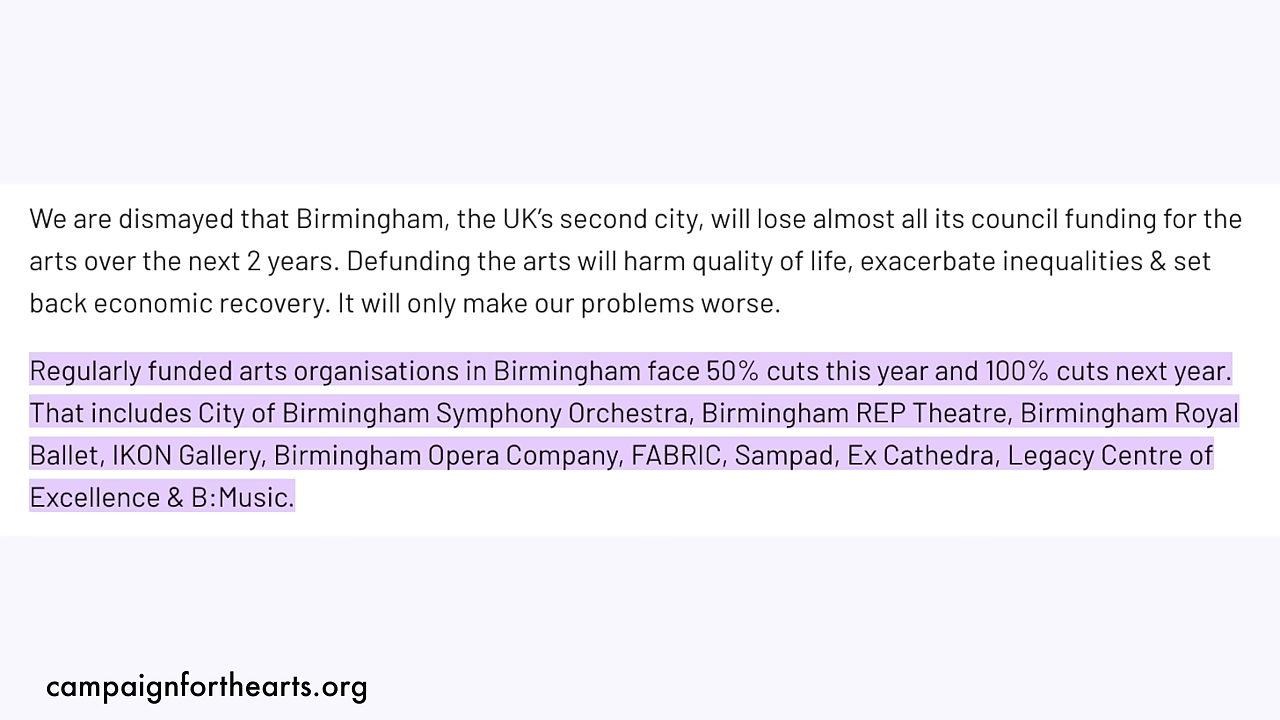 We are dismayed that Birmingham, the UK’s second city, will lose almost all its council funding for the
arts over the next 2 years. Defunding the arts will harm quality of life, exacerbate inequalities & set
back economic recovery. It will only make our problems worse.
Regularly funded arts organisations in Birmingham face 50% cuts this year and 100% cuts next year.
That includes City of Birmingham Symphony Orchestra, Birmingham REP Theatre, Birmingham Royal
Ballet, IKON Gallery, Birmingham Opera Company, FABRIC, Sampad, Ex Cathedra, Legacy Centre of
Excellence & B:Music.
campaignforthearts.org